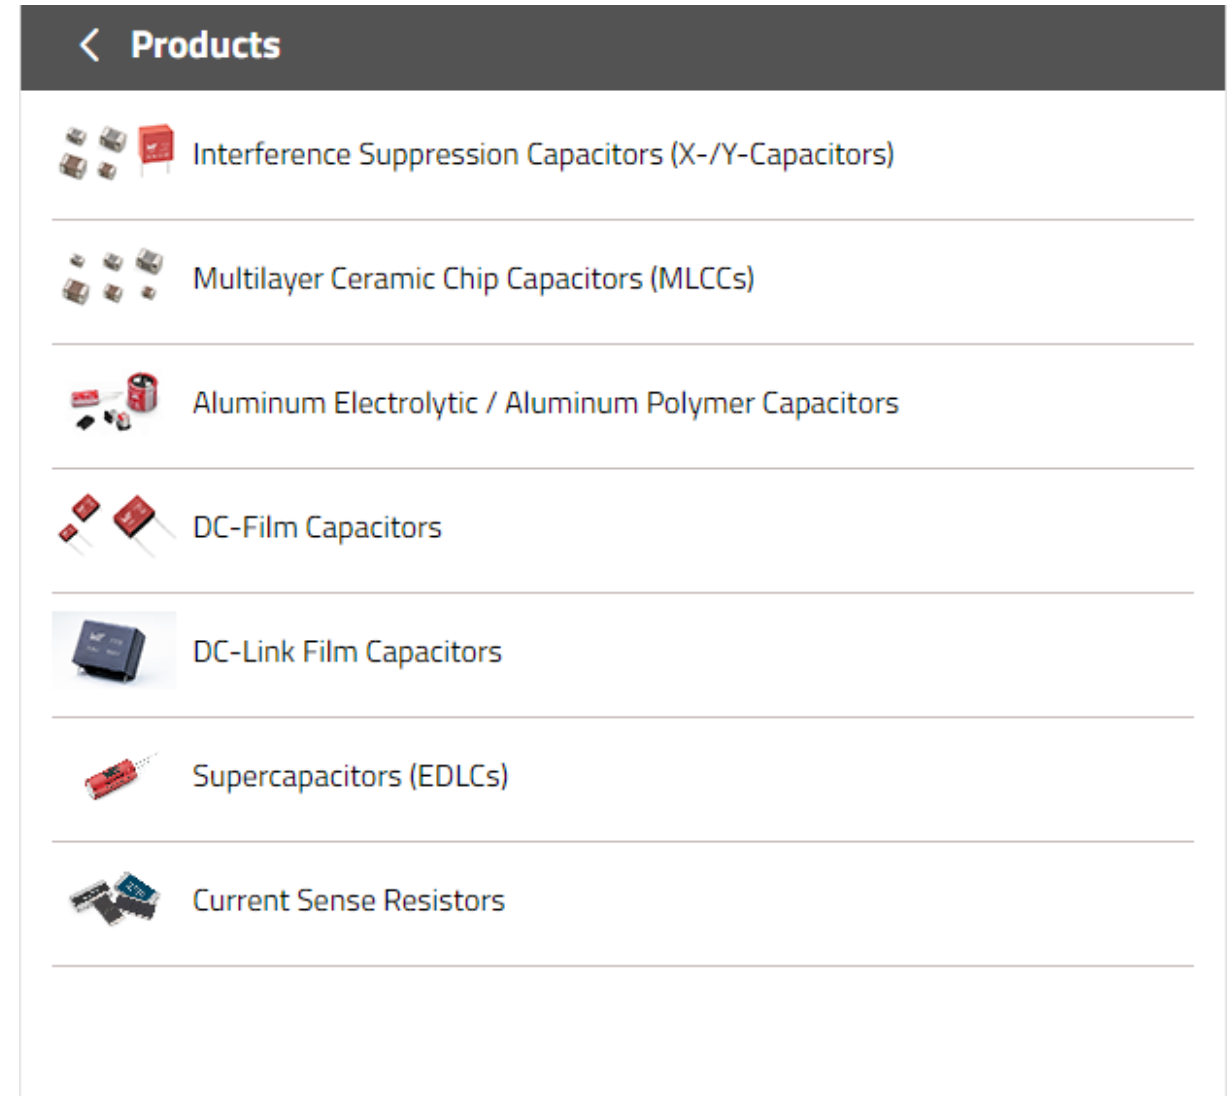 Products
Interference Suppression Capacitors (X-/Y-Capacitors)
Multilayer Ceramic Chip Capacitors (MLCCs)
Aluminum Electrolytic / Aluminum Polymer Capacitors
DC-Film Capacitors
DC-Link Film Capacitors
Supercapacitors (EDLCs)
Current Sense Resistors